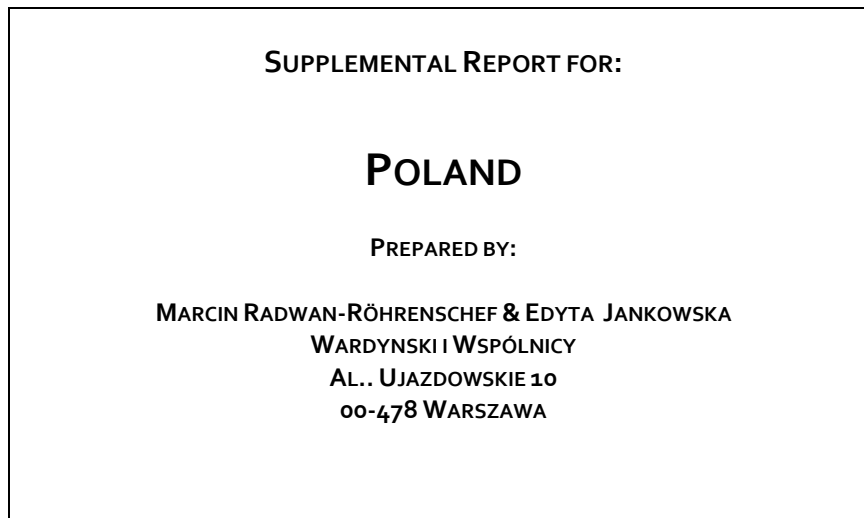 SUPPLEMENTAL REPORT FOR:
POLAND
PREPARED BY:
MARCIN RADWAN-RÖHRENSCHEF & EDYTA JANKOWSKA
WARDYNSKI I WSPÓLNICY
AL.. UJAZDOWSKIE 10
00-478 WARSZAWA